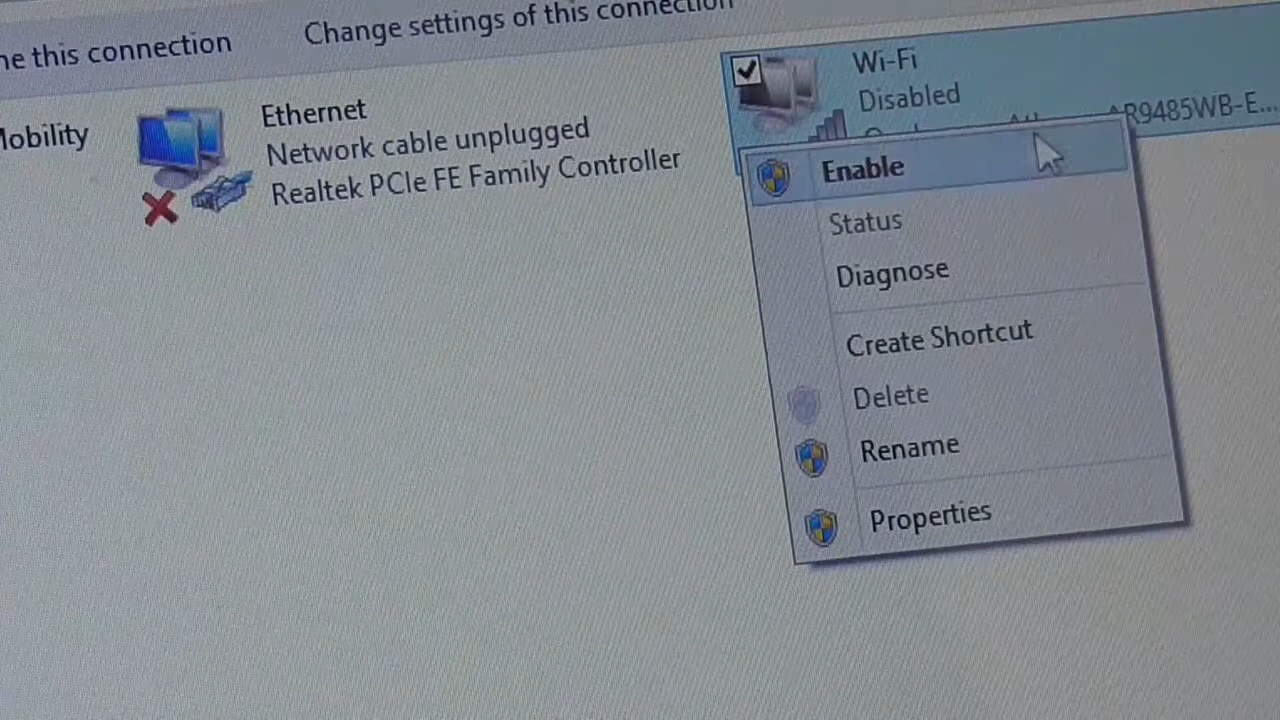 this connection
Change settings of this connection
Mobility
Ethernet
Network cable unplugged
Realtek PCIe FE Family Controller
Wi-Fi
Disabled
AR9485WB-E...
Enable
Status
Diagnose
Create Shortcut
Delete
Rename
Properties